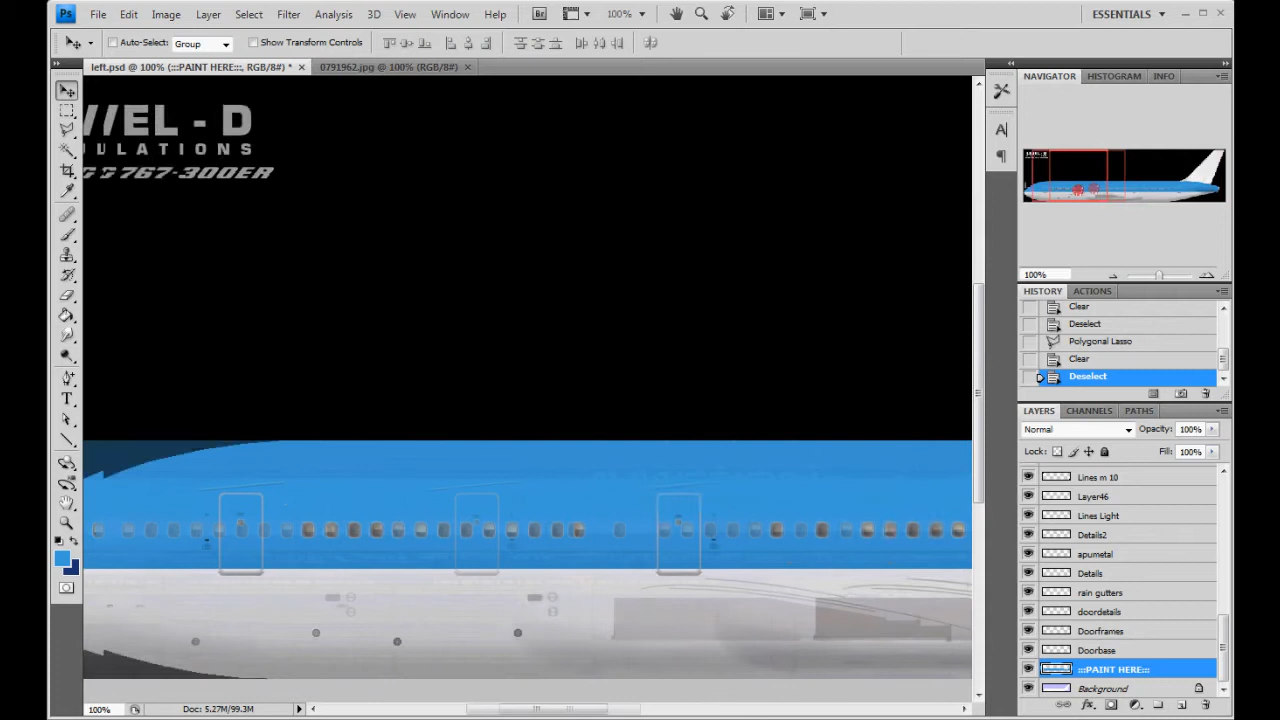 Ps File Edit Image Layer Select Filter Analysis 3D View Window Help Br 100% ESSENTIALS
Auto-Select: Group Show Transform Controls
left.psd @ 100% (:::PAINT HERE:::, RGB/8#) * 0791962.jpg @ 100% (RGB/8#)
NAVIGATOR HISTOGRAM INFO
EL - D
ULATIONS
767-300ER
100%
HISTORY ACTIONS
Clear
Deselect
Polygonal Lasso
Clear
Deselect
LAYERS CHANNELS PATHS
Normal Opacity: 100%
Lock: Fill: 100%
Lines m 10
Layer46
Lines Light
Details2
apumetal
Details
rain gutters
doordetails
Doorframes
Doorbase
:::PAINT HERE:::
Background
100% Doc: 5.27M/99.3M